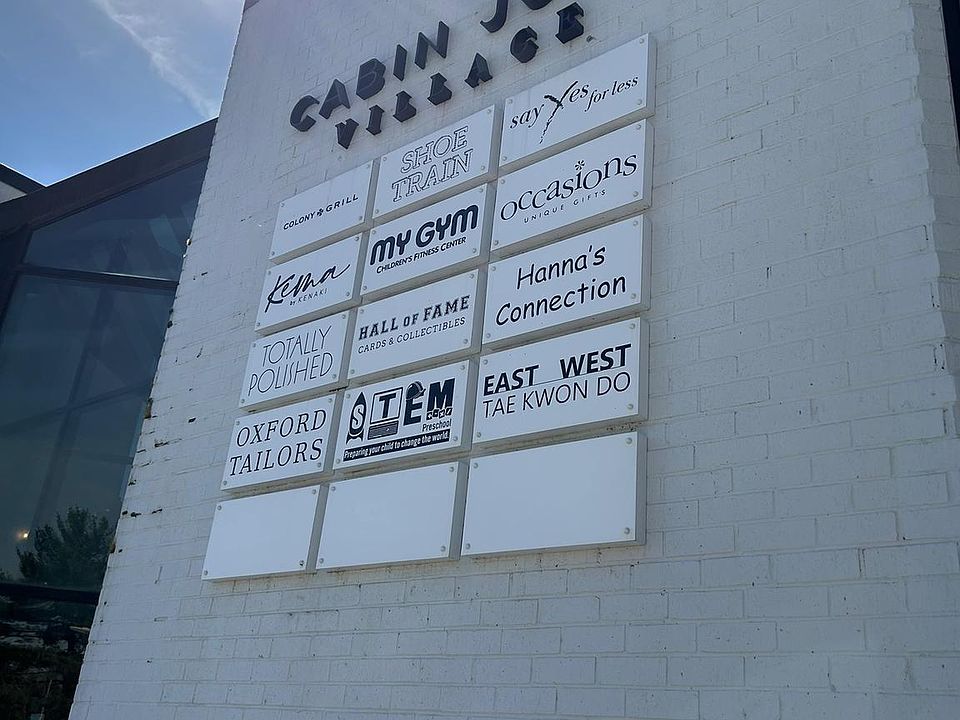 CABIN
VILLAGE
COLONY GRILL
SHOE
TRAIN
say Yes for less
Kema
by KENAKI
MY GYM
CHILDREN'S FITNESS CENTER
occasions
UNIQUE GIFTS
TOTALLY
POLISHED
HALL OF FAME
CARDS & COLLECTIBLES
Hanna's
Connection
OXFORD
TAILORS
STEM
Preschool
Preparing your child to change the world.
EAST WEST
TAE KWON DO